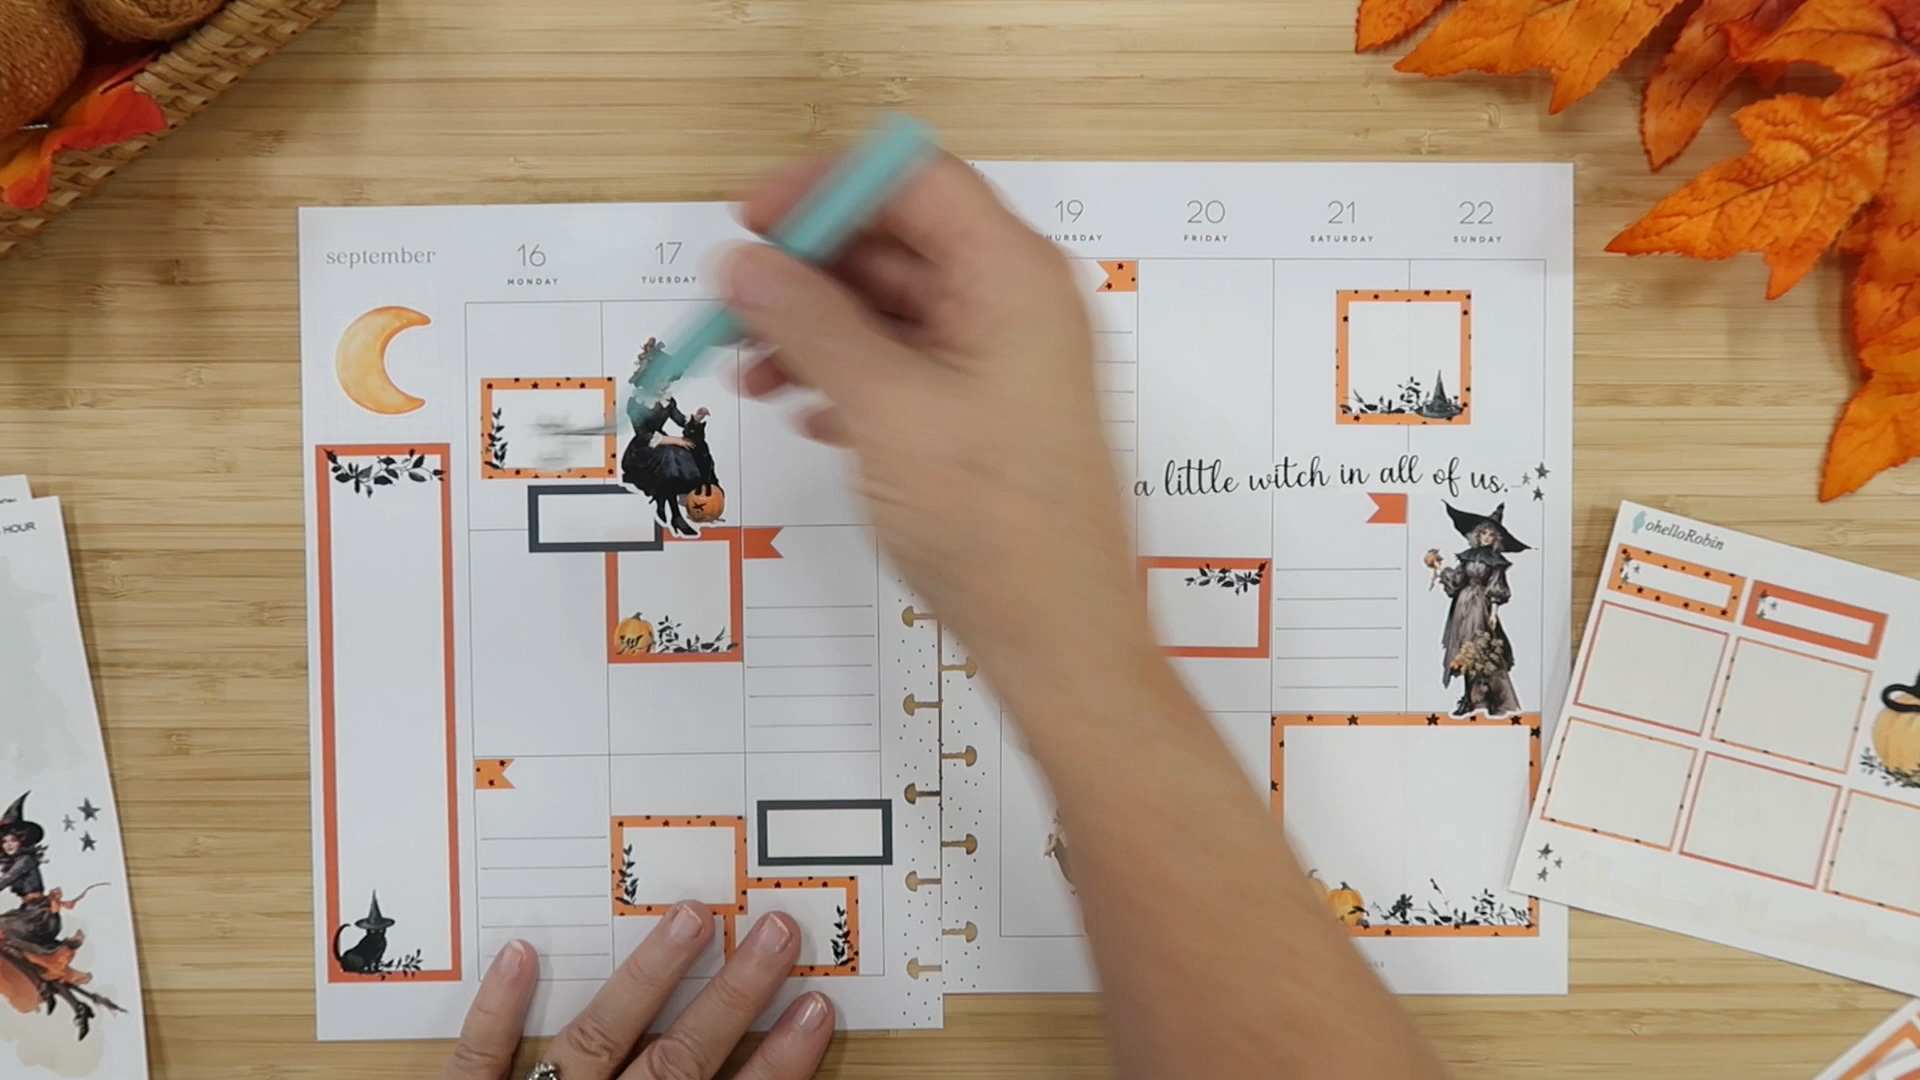 september
16
MONDAY
17
TUESDAY
19
HURSDAY
20
FRIDAY
21
SATURDAY
22
SUNDAY
a little witch in all of us.
HOUR
ohelloRobin